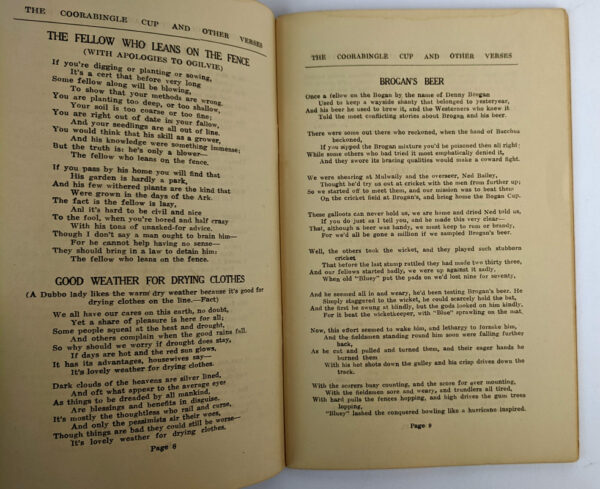 THE COORABINGLE CUP AND OTHER VERSES
THE FELLOW WHO LEANS ON THE FENCE
(WITH APOLOGIES TO OGILVIE)
If you're digging or planting or sowing,
It's a cert that before very long
Some fellow along will be blowing,
To show that your methods are wrong.
You are planting too deep, or too shallow,
Your soil is too coarse or too fine;
You are right out of date in your fallow,
And your seedlings are all out of line.
You would think that his skill as a grower,
And his knowledge were something immense;
But the truth is: he's only a blower—
The fellow who leans on the fence.
If you pass by his home you will find that
His garden is hardly a park,
And his few withered plants are the kind that
Were grown in the days of the Ark.
The fact is the fellow is lazy,
And it's hard to be civil and nice
To the fool, when you're bored and half crazy
With his tons of unasked-for advice.
Though I don't say a man ought to brain him—
For he cannot help having no sense—
They should bring in a law to detain him:
The fellow who leans on the fence.
GOOD WEATHER FOR DRYING CLOTHES
(A Dubbo lady likes the warm dry weather because it's good for
drying clothes on the line.—Fact)
We all have our cares on this earth, no doubt,
Yet a share of pleasure is here for all;
Some people squeal at the heat and drought,
And others complain when the good rains fall.
So why should we worry if drought does stay,
If days are hot and the red sun glows,
It has its advantages, housewives say—
It's lovely weather for drying clothes.
Dark clouds of the heavens are silver lined,
And oft what appear to the average eyes
As things to be dreaded by all mankind,
Are blessings and benefits in disguise.
It's mostly the thoughtless who rail and curse,
And only the pessimists air their woes,
Though things are bad they could still be worse—
It's lovely weather for drying clothes.
Page 8
THE COORABINGLE CUP AND OTHER VERSES
BROGAN'S BEER
Once a fellow on the Bogan by the name of Denny Brogan
Used to keep a wayside shanty that belonged to yesteryear,
And his beer he used to brew it, and the Westerners who knew it
Told the most conflicting stories about Brogan and his beer.
There were some out there who reckoned, when the hand of Bacchus
beckoned,
If you sipped the Brogan mixture you'd be poisoned then all right;
While some others who had tried it most emphatically denied it,
And they swore its bracing qualities would make a coward fight.
We were shearing at Mulwally and the overseer, Ned Bailey,
Thought he'd try us out at cricket with the men from further up;
So we started off to meet them, and our mission was to beat them
On the cricket field at Brogan's, and bring home the Bogan Cup.
These galoots can never hold us, we are home and dried Ned told us,
If you do just as I tell you, and he made this very clear—
That, although a beer was handy, we must keep to rum or brandy,
For we'd all be gone a million if we sampled Brogan's beer.
Well, the others took the wicket, and they played such stubborn
cricket
That before the last stump rattled they had made two thirty three,
And our fellows started badly, we were up against it sadly,
When old "Bluey" put the pads on we'd lost nine for seventy,
And he seemed all in and weary, he'd been testing Brogan's beer. He
Simply staggered to the wicket, he could scarcely hold the bat,
And the first he swung at blindly, but the gods looked on him kindly,
For it beat the wicketkeeper, with "Blue" sprawling on the mat.
Now, this effort seemed to wake him, and lethargy to forsake him,
And the fieldsmen standing round him soon were falling further
back,
As he cut and pulled and turned them, and their eager hands he
burned them
With his hot shots down the gulley and his crisp drives down the
track.
With the scorers busy counting, and the score for ever mounting,
With the fieldsmen sore and weary, and trundlers all tired,
With hard pulls the fences hopping, and high drives the gum trees
lopping,
"Bluey" lashed the conquered bowling like a hurricane inspired.
Page 9